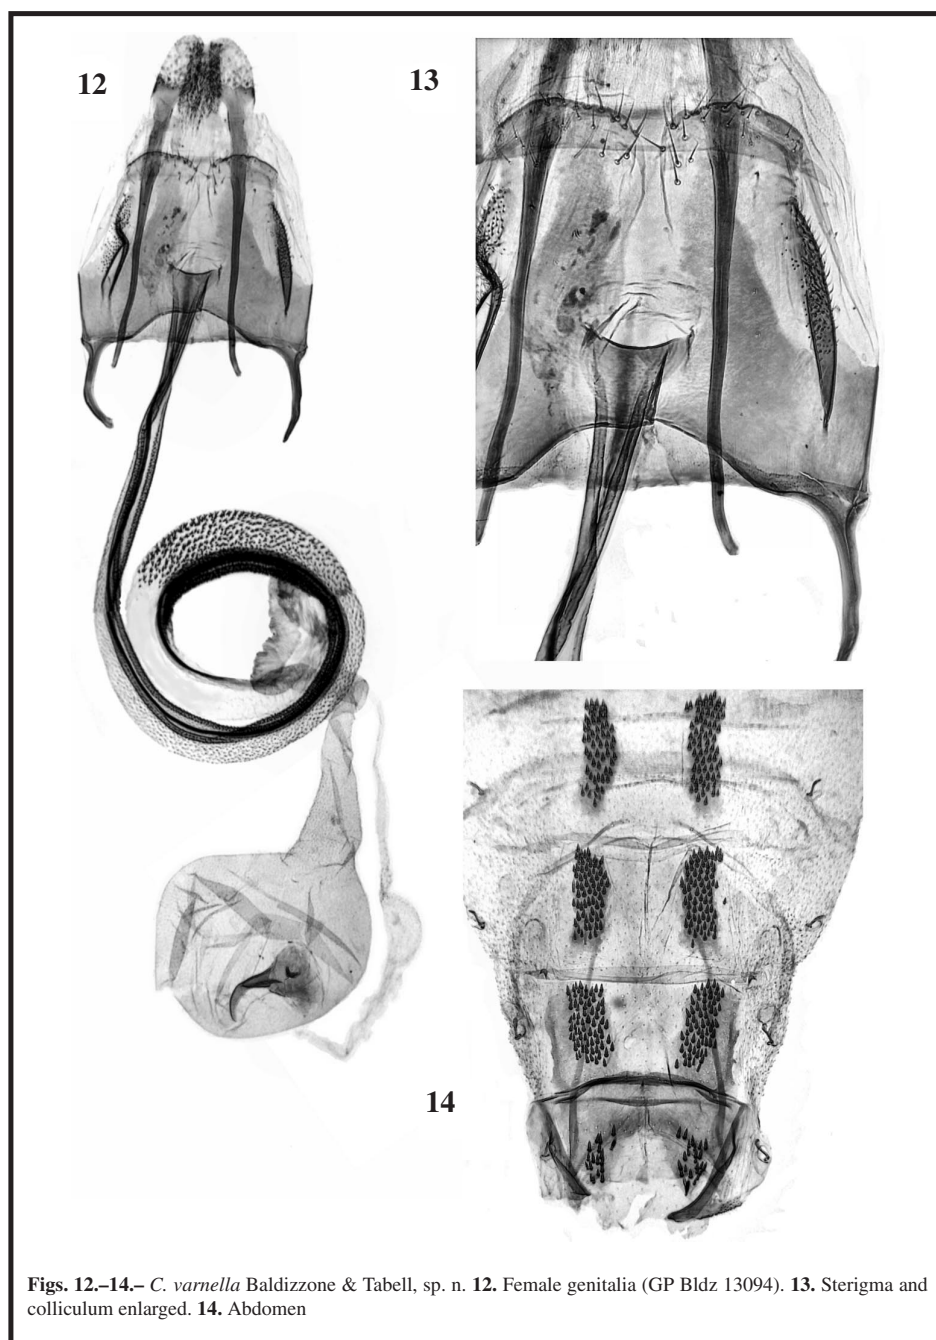 12
13
14
Figs. 12.–14.– C. varnella Baldizzone & Tabell, sp. n. 12. Female genitalia (GP Bldz 13094). 13. Sterigma and
colliculum enlarged. 14. Abdomen